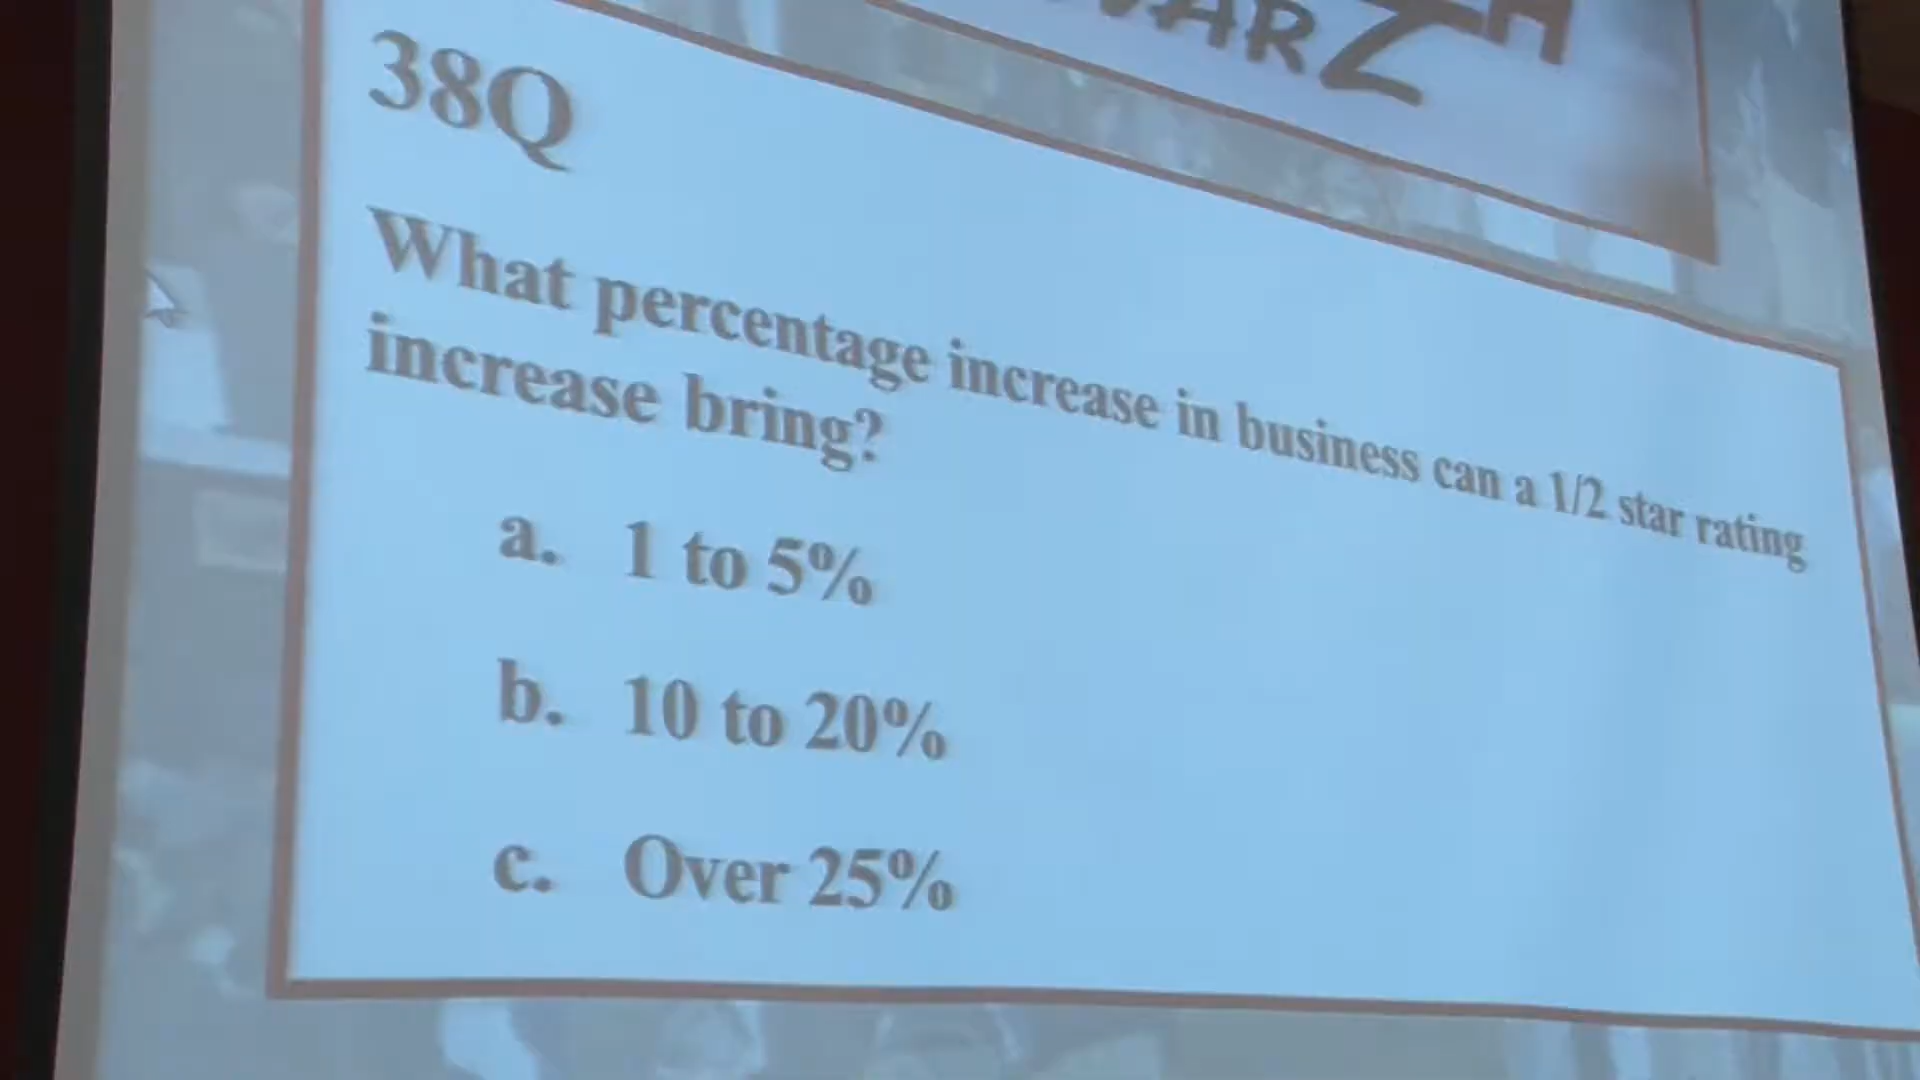 38Q
What percentage increase in business can a 1/2 star rating
increase bring?
a. 1 to 5%
b. 10 to 20%
c. Over 25%